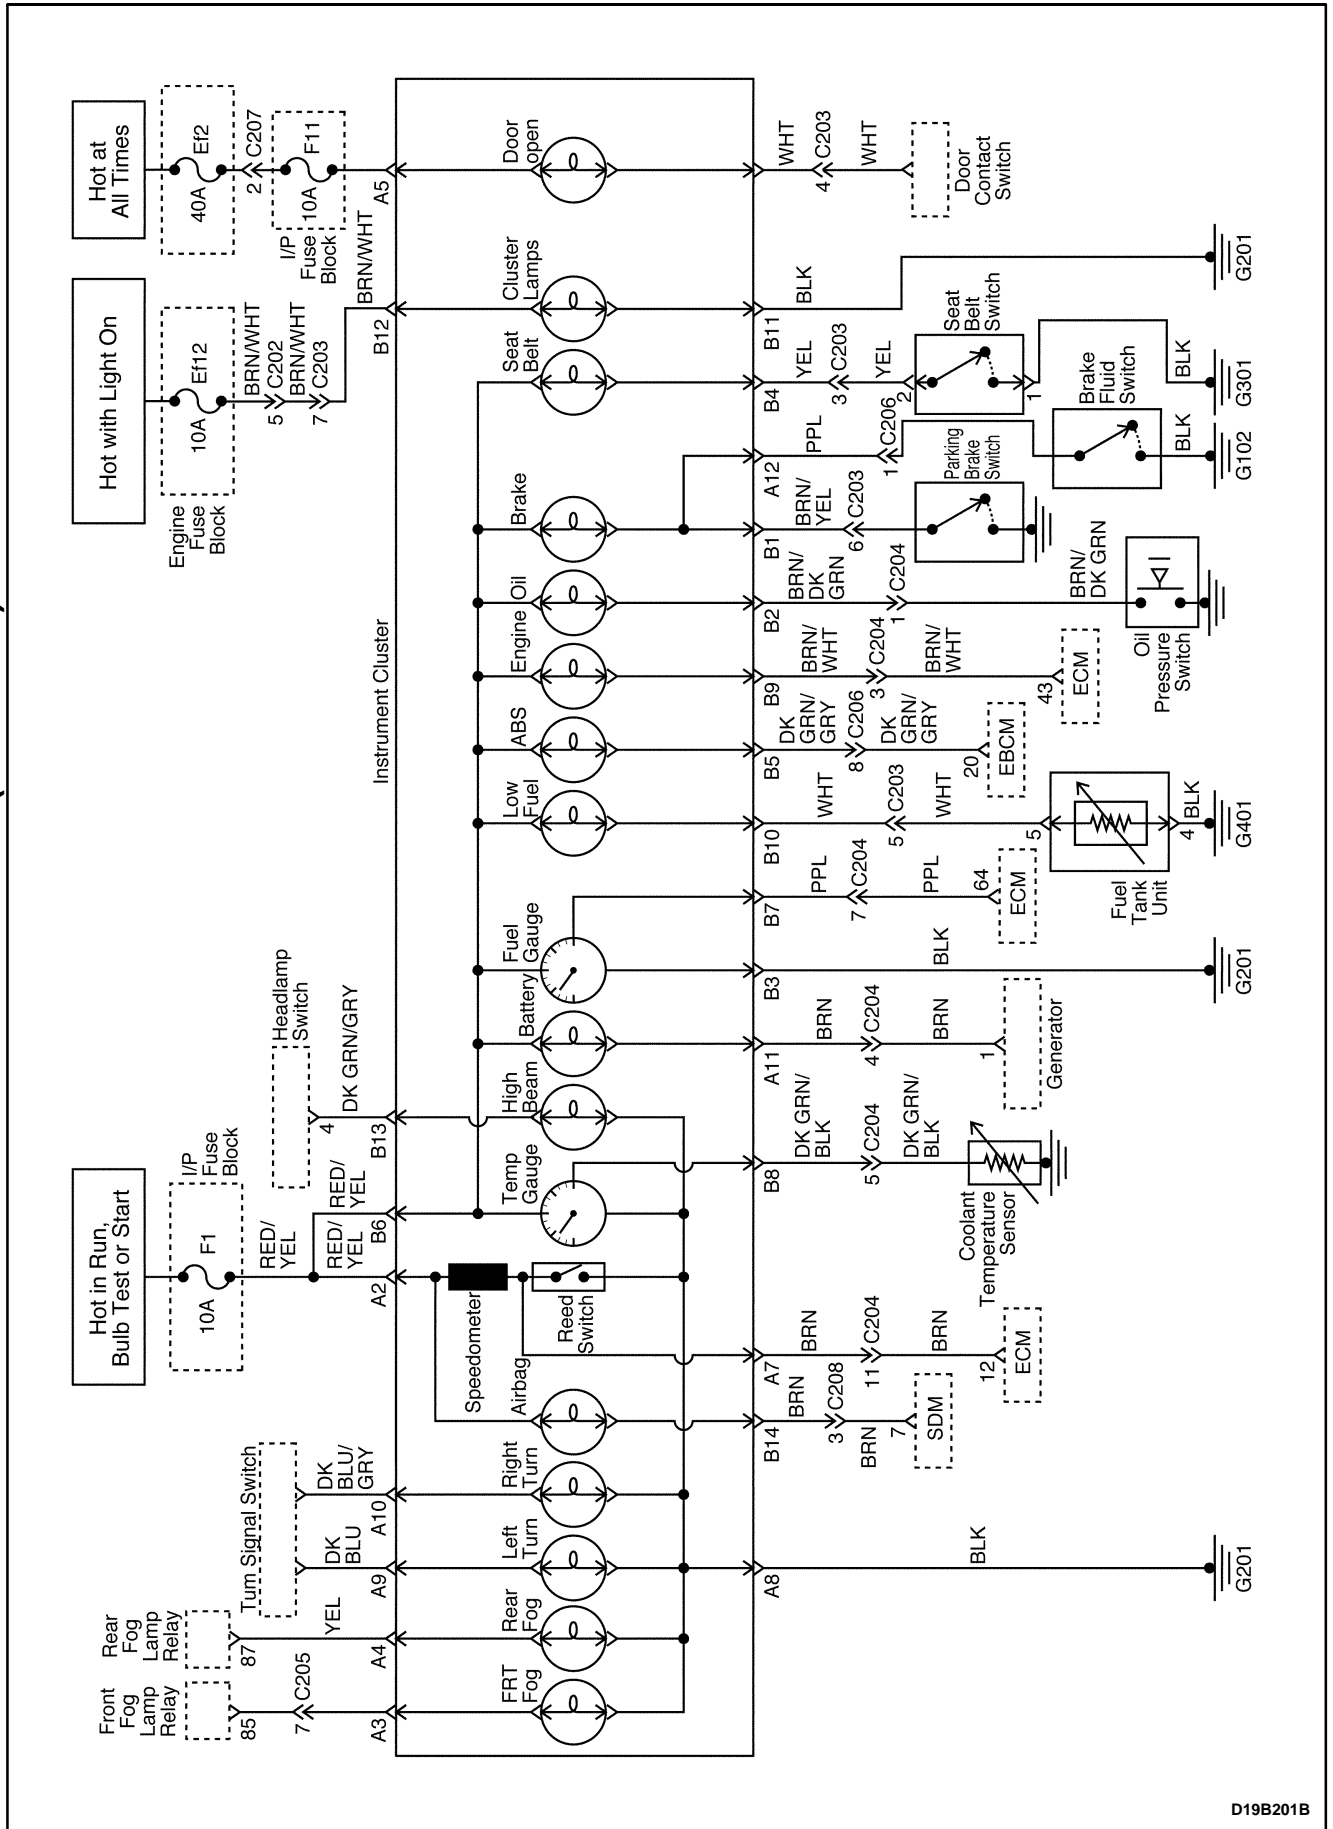 Hot in Run,
Bulb Test or Start
Hot with Light On
Hot at
All Times
I/P
Fuse
Block
F1
10A
Engine
Fuse
Block
Ef12
10A
Ef2
40A
2
C207
I/P
Fuse
Block
F11
10A
Front
Fog
Lamp
Relay
85
7
C205
Rear
Fog
Lamp
Relay
87
YEL
Turn Signal Switch
DK
BLU
DK
BLU/
GRY
RED/
YEL
RED/
YEL
RED/
YEL
Headlamp
Switch
4
DK GRN/GRY
BRN/WHT
5
C202
BRN/WHT
7
C203
BRN/WHT
A3
A4
A9
A10
A2
B6
B13
B12
A5
Instrument Cluster
FRT
Fog
Rear
Fog
Left
Turn
Right
Turn
Airbag
Speedometer
Reed
Switch
Temp
Gauge
High
Beam
Battery
Fuel
Gauge
Low
Fuel
ABS
Engine
Oil
Brake
Seat
Belt
Cluster
Lamps
Door
open
A8
B14
A7
B8
A11
B3
B7
B10
B5
B9
B2
B1
A12
B4
B11
BLK
G201
BRN
3
C208
BRN
7
SDM
BRN
11
C204
BRN
12
ECM
DK GRN/
BLK
5
C204
DK GRN/
BLK
Coolant
Temperature
Sensor
BRN
4
C204
BRN
1
Generator
BLK
G201
PPL
7
C204
PPL
64
ECM
WHT
5
C203
WHT
5
Fuel
Tank
Unit
4
BLK
G401
DK
GRN/
GRY
8
C206
DK
GRN/
GRY
20
EBCM
BRN/
WHT
3
C204
BRN/
WHT
43
ECM
BRN/
DK
GRN
1
C204
BRN/
DK GRN
Oil
Pressure
Switch
BRN/
YEL
6
C203
Parking
Brake
Switch
PPL
1
C206
Brake
Fluid
Switch
BLK
G102
YEL
3
C203
YEL
2
Seat
Belt
Switch
1
BLK
G301
BLK
G201
WHT
4
C203
WHT
Door
Contact
Switch
D19B201B